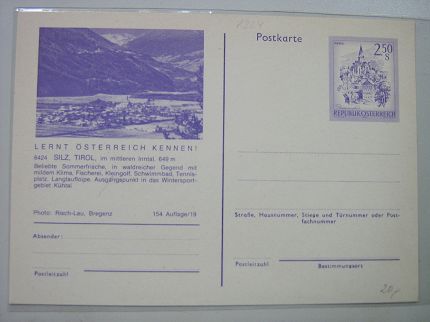 LERNT ÖSTERREICH KENNEN!
6424 SILZ, TIROL, im mittleren Inntal, 649 m
Beliebte Sommerfrische, in waldreicher Gegend mit
mildem Klima, Fischerei, Kleingolf, Schwimmbad, Tennis-
platz. Langlaufloipe. Ausgangspunkt in das Wintersport-
gebiet Kühtai.
Photo: Risch-Lau, Bregenz 154 Auflage/19
Absender:
Postleitzahl
Postkarte
2.50
S
REPUBLIK ÖSTERREICH
Straße, Hausnummer, Stiege und Türnummer oder Post-
fachnummer
Postleitzahl Bestimmungsort
20,-